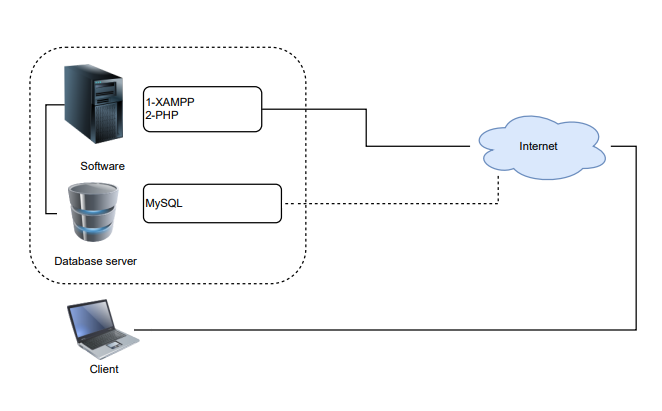 1-XAMPP
2-PHP
Internet
Software
MySQL
Database server
Client